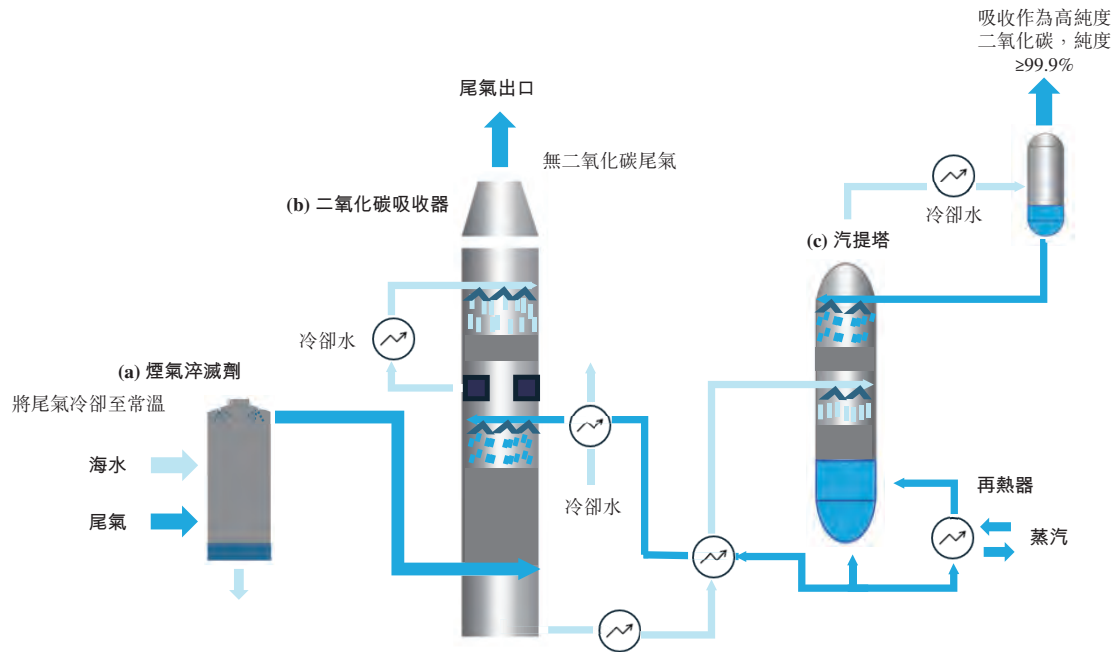 吸收作為高純度
二氧化碳，純度
≥99.9%
尾氣出口
無二氧化碳尾氣
(b) 二氧化碳吸收器
冷卻水
(c) 汽提塔
冷卻水
(a) 煙氣淬滅劑
將尾氣冷卻至常溫
海水
尾氣
冷卻水
再熱器
蒸汽